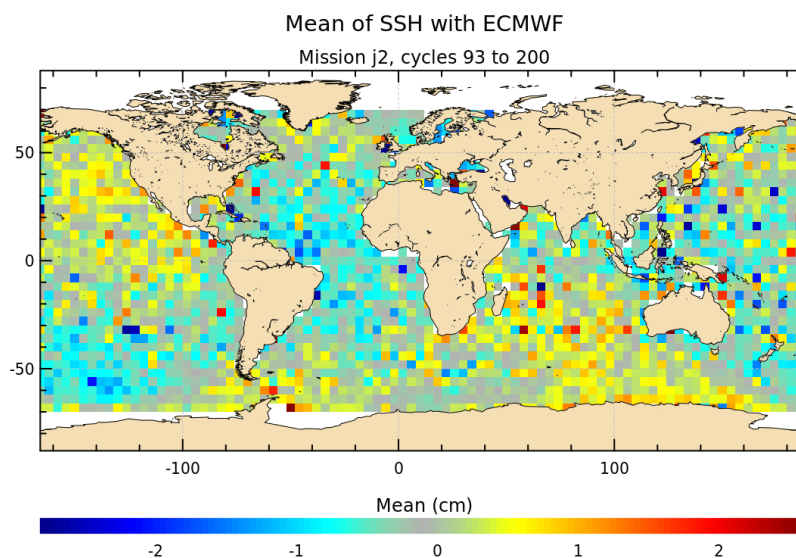 Mean of SSH with ECMWF
Mission j2, cycles 93 to 200
50
0
-50
-100 0 100
Mean (cm)
-2 -1 0 1 2